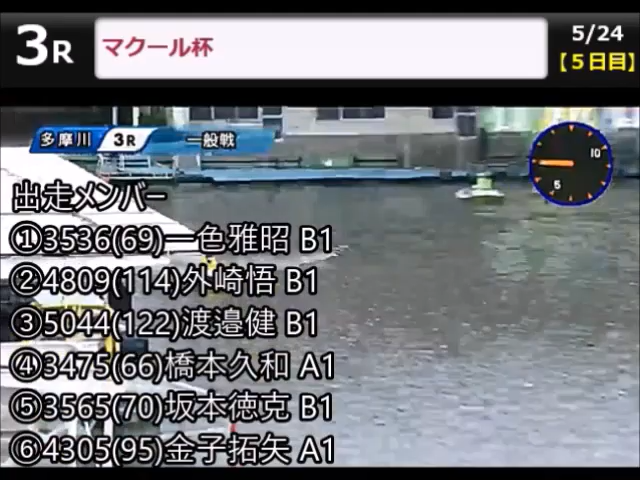 3R
マクール杯
5/24
【5日目】
多摩川 3R 一般戦
10
5
出走メンバー
①3536(69)一色雅昭 B1
②4809(114)外崎悟 B1
③5044(122)渡邉健 B1
④3475(66)橋本久和 A1
⑤3565(70)坂本徳克 B1
⑥4305(95)金子拓矢 A1